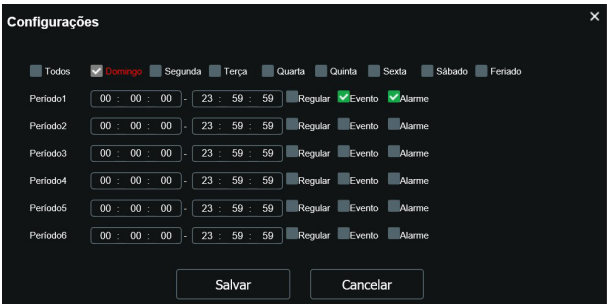 Configurações ×
Todos Domingo Segunda Terça Quarta Quinta Sexta Sábado Feriado
Período1 00 : 00 : 00 - 23 : 59 : 59 Regular Evento Alarme
Período2 00 : 00 : 00 - 23 : 59 : 59 Regular Evento Alarme
Período3 00 : 00 : 00 - 23 : 59 : 59 Regular Evento Alarme
Período4 00 : 00 : 00 - 23 : 59 : 59 Regular Evento Alarme
Período5 00 : 00 : 00 - 23 : 59 : 59 Regular Evento Alarme
Período6 00 : 00 : 00 - 23 : 59 : 59 Regular Evento Alarme
Salvar Cancelar